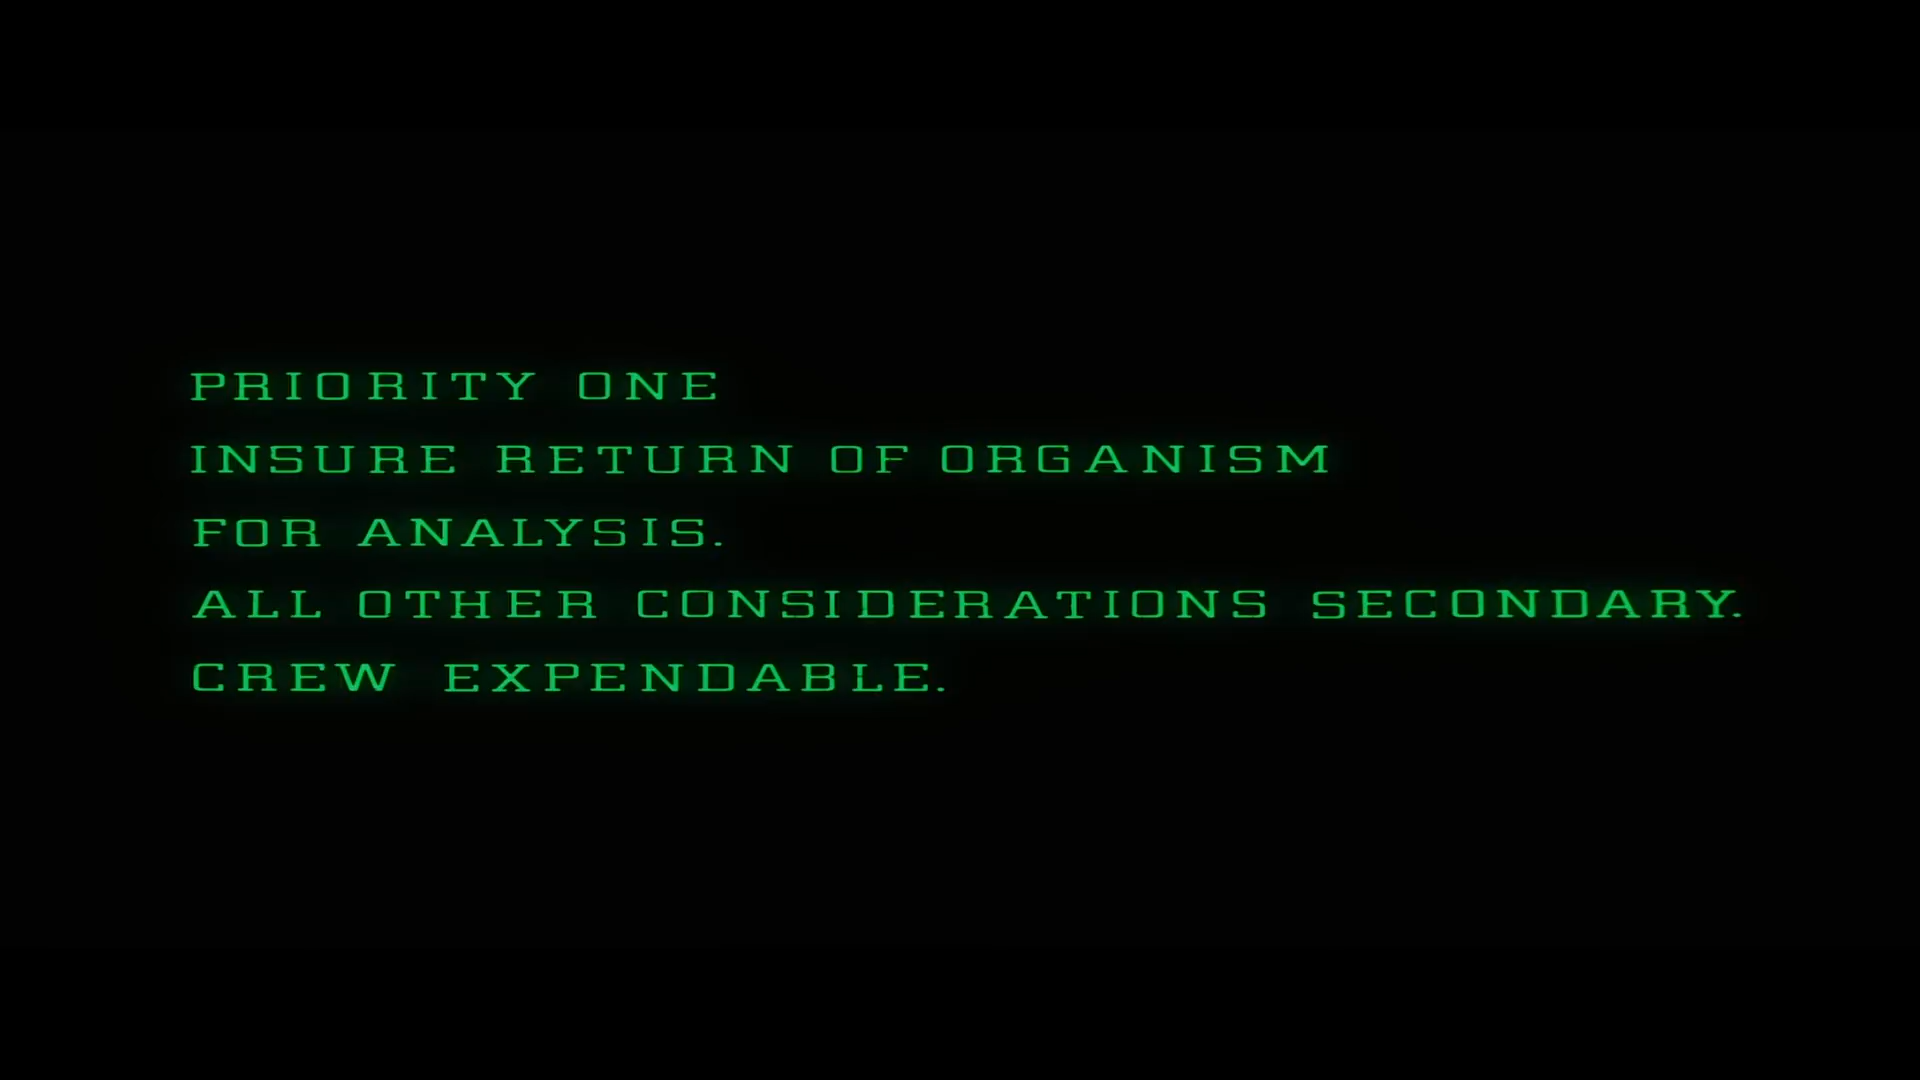 PRIORITY ONE
INSURE RETURN OF ORGANISM
FOR ANALYSIS.
ALL OTHER CONSIDERATIONS SECONDARY.
CREW EXPENDABLE.